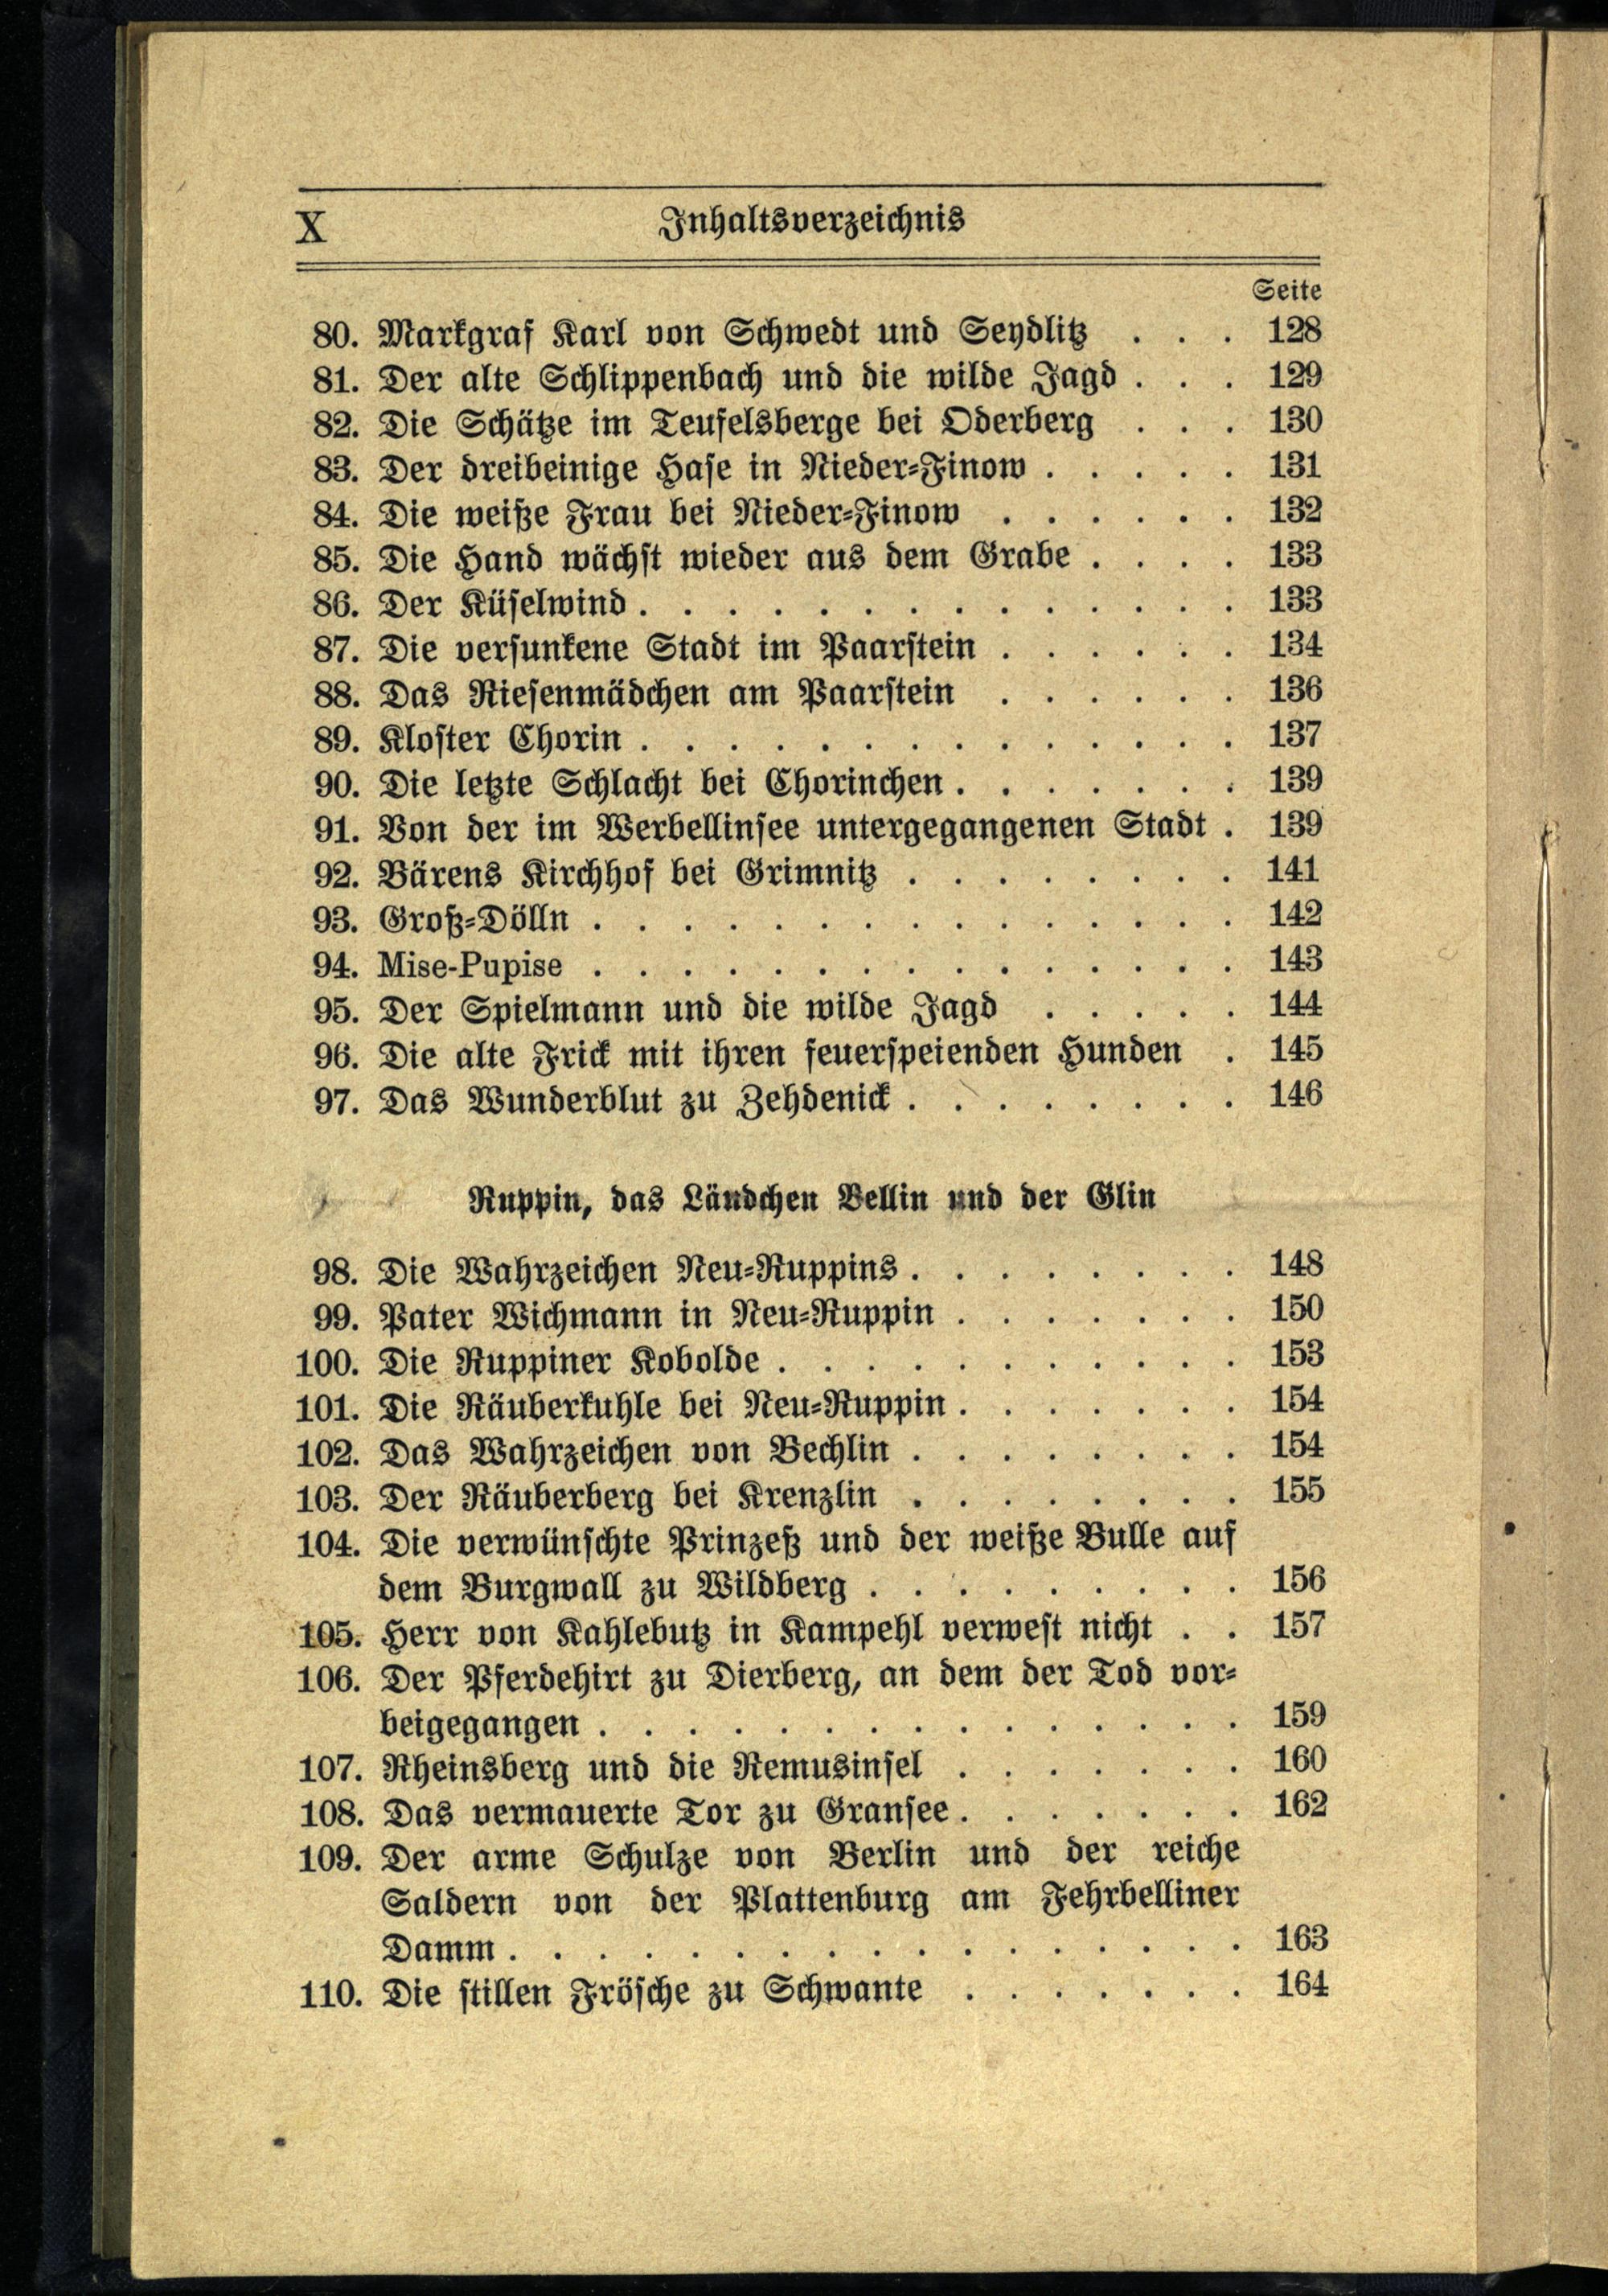 X Inhaltsverzeichnis
Seite
80. Markgraf Karl von Schwedt und Seydlitz . . . 128
81. Der alte Schlippenbach und die wilde Jagd . . . 129
82. Die Schätze im Teufelsberge bei Oderberg . . . 130
83. Der dreibeinige Hase in Nieder-Finow . . . . . 131
84. Die weiße Frau bei Nieder-Finow . . . . . . 132
85. Die Hand wächst wieder aus dem Grabe . . . . 133
86. Der Küselwind . . . . . . . . . . . . . . 133
87. Die versunkene Stadt im Paarstein . . . . . . 134
88. Das Riesenmädchen am Paarstein . . . . . . 136
89. Kloster Chorin . . . . . . . . . . . . . . 137
90. Die letzte Schlacht bei Chorinchen . . . . . . . 139
91. Von der im Werbellinsee untergegangenen Stadt . 139
92. Bärens Kirchhof bei Grimnitz . . . . . . . . 141
93. Groß-Dölln . . . . . . . . . . . . . . . 142
94. Mise-Pupise . . . . . . . . . . . . . . . 143
95. Der Spielmann und die wilde Jagd . . . . . 144
96. Die alte Frick mit ihren feuerspeienden Hunden . 145
97. Das Wunderblut zu Zehdenick . . . . . . . . 146
Ruppin, das Ländchen Bellin und der Glin
98. Die Wahrzeichen Neu-Ruppins . . . . . . . . 148
99. Pater Wichmann in Neu-Ruppin . . . . . . . 150
100. Die Ruppiner Kobolde . . . . . . . . . . . 153
101. Die Räuberkuhle bei Neu-Ruppin . . . . . . . 154
102. Das Wahrzeichen von Bechlin . . . . . . . . 154
103. Der Räuberberg bei Krenzlin . . . . . . . . 155
104. Die verwünschte Prinzeß und der weiße Bulle auf
dem Burgwall zu Wildberg . . . . . . . . . 156
105. Herr von Kahlebutz in Kampehl verwest nicht . . 157
106. Der Pferdehirt zu Dierberg, an dem der Tod vor-
beigegangen . . . . . . . . . . . . . . . 159
107. Rheinsberg und die Remusinsel . . . . . . . 160
108. Das vermauerte Tor zu Gransee . . . . . . . 162
109. Der arme Schulze von Berlin und der reiche
Saldern von der Plattenburg am Fehrbelliner
Damm . . . . . . . . . . . . . . . . . 163
110. Die stillen Frösche zu Schwante . . . . . . . 164